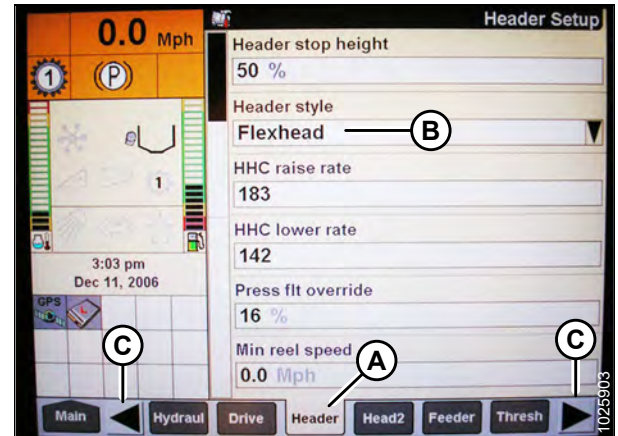 0.0 Mph
1
(P)
1
3:03 pm
Dec 11, 2006
GPS
L
Header Setup
Header stop height
50 %
Header style
Flexhead
B
HHC raise rate
183
HHC lower rate
142
Press flt override
16 %
Min reel speed
0.0 Mph
A
C
C
Main
Hydraul
Drive
Header
Head2
Feeder
Thresh
1025903